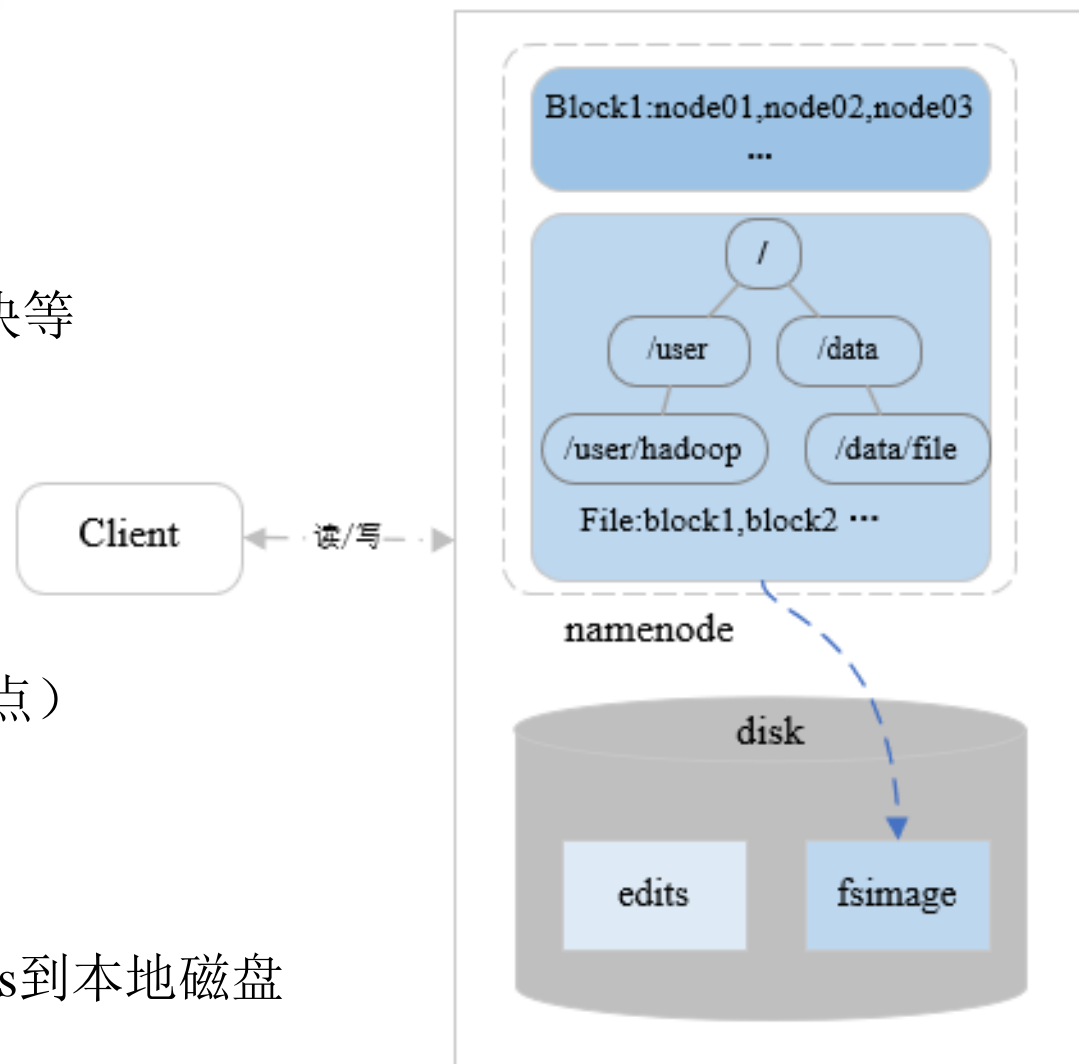 Block1:node01,node02,node03
...
/
块等
/user
/data
/user/hadoop
/data/file
File:block1,block2 ...
Client
读/写
namenode
点）
disk
edits
fsimage
s到本地磁盘